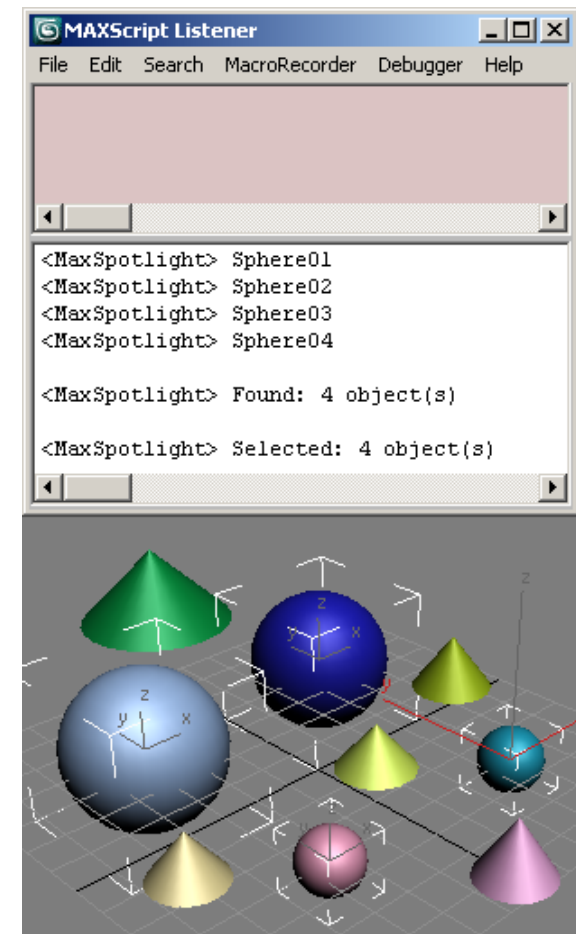 MAXScript Listener
File Edit Search MacroRecorder Debugger Help
<MaxSpotlight> Sphere01
<MaxSpotlight> Sphere02
<MaxSpotlight> Sphere03
<MaxSpotlight> Sphere04
<MaxSpotlight> Found: 4 object(s)
<MaxSpotlight> Selected: 4 object(s)
z
z
y
x
y
z
y
x